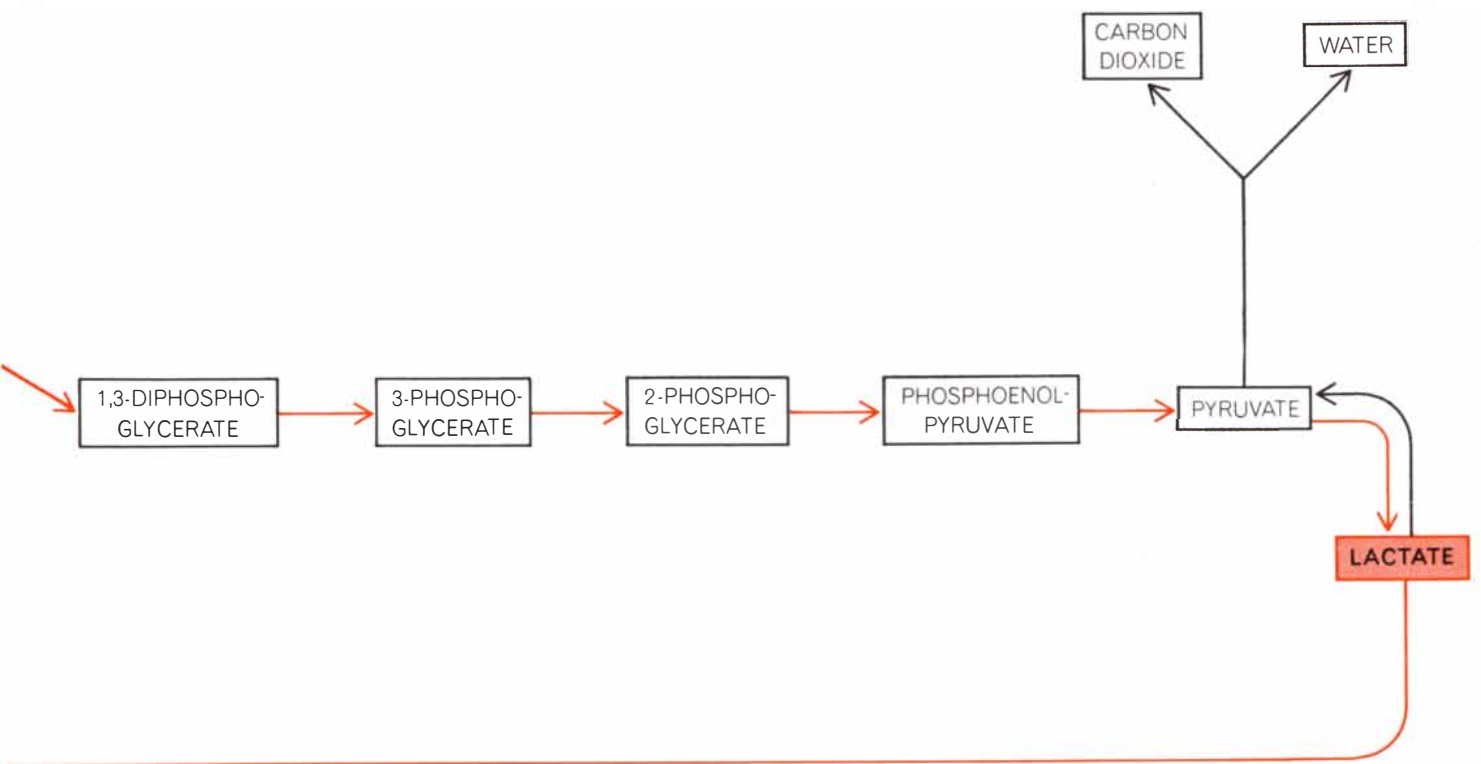 CARBON
DIOXIDE
WATER
1,3-DIPHOSPHO-
GLYCERATE
3-PHOSPHO-
GLYCERATE
2-PHOSPHO-
GLYCERATE
PHOSPHOENOL-
PYRUVATE
PYRUVATE
LACTATE